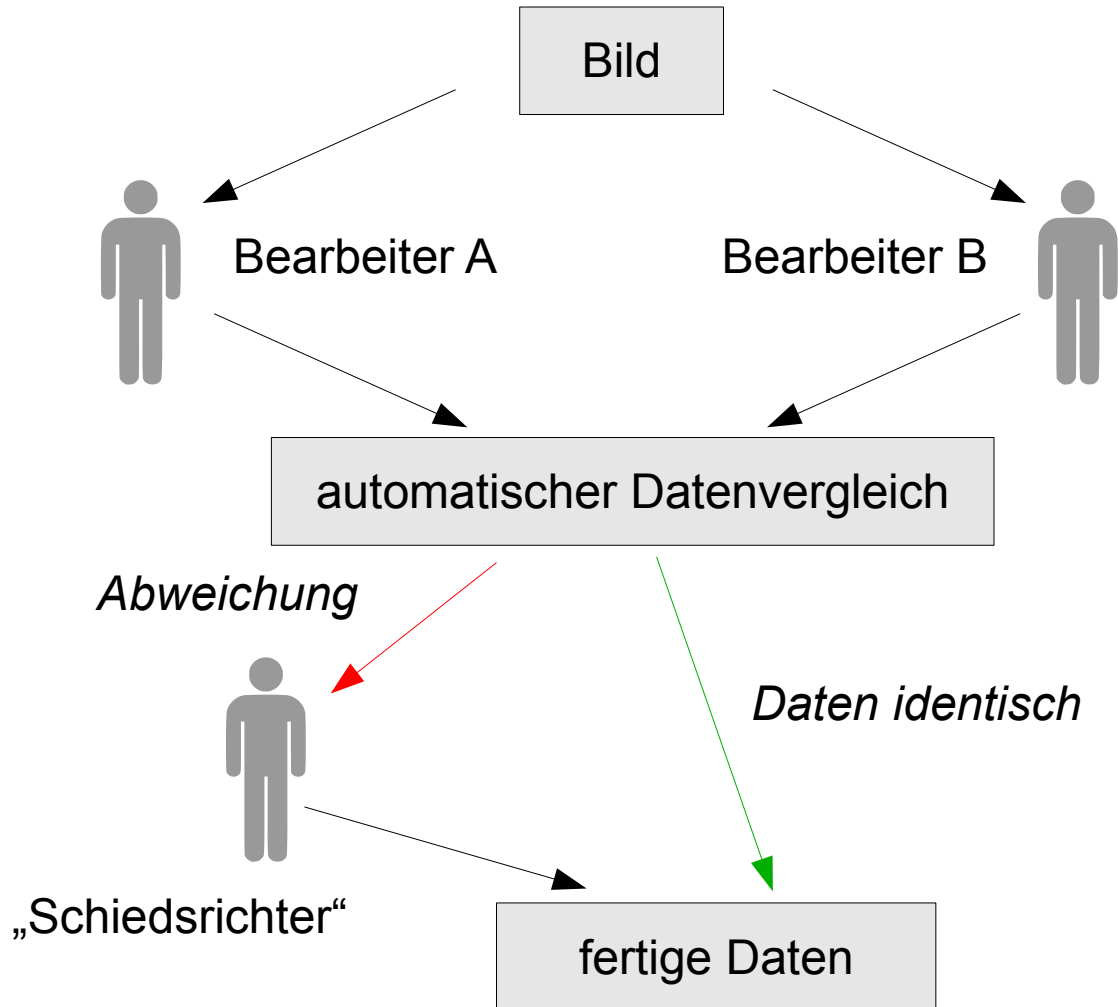 Bild
Bearbeiter A
Bearbeiter B
automatischer Datenvergleich
Abweichung
Daten identisch
„Schiedsrichter“
fertige Daten